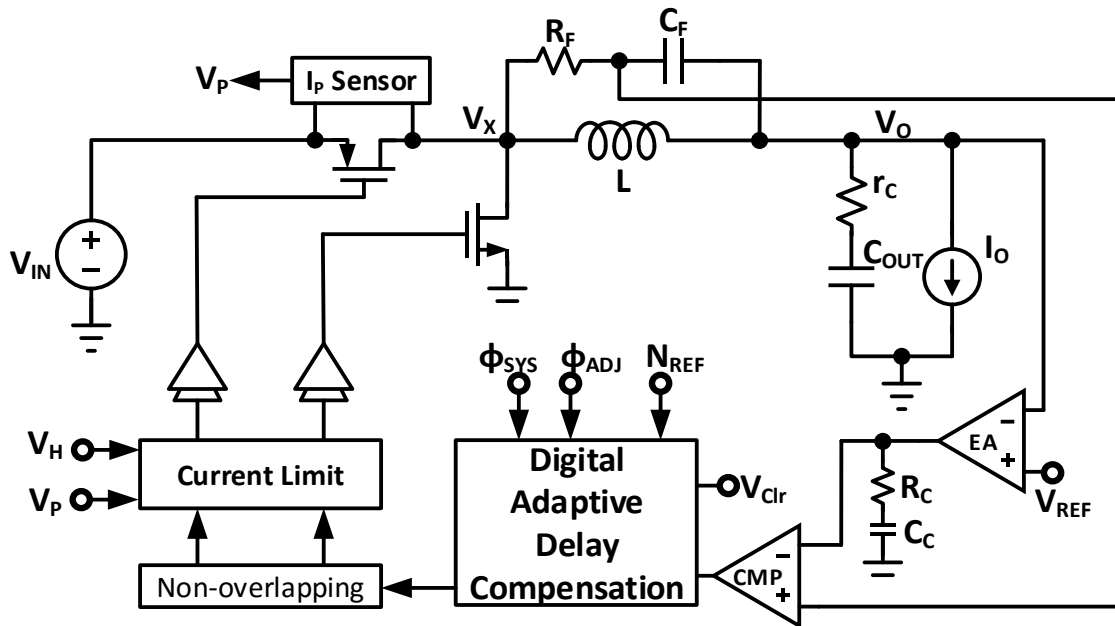 R_F
C_F
V_P
I_P Sensor
V_X
V_O
L
r_C
V_IN
+
−
C_OUT
I_O
ϕ_SYS
ϕ_ADJ
N_REF
V_H
Current Limit
V_P
Digital
Adaptive
Delay
Compensation
V_Clr
EA
−
+
V_REF
R_C
C_C
CMP
−
+
Non-overlapping